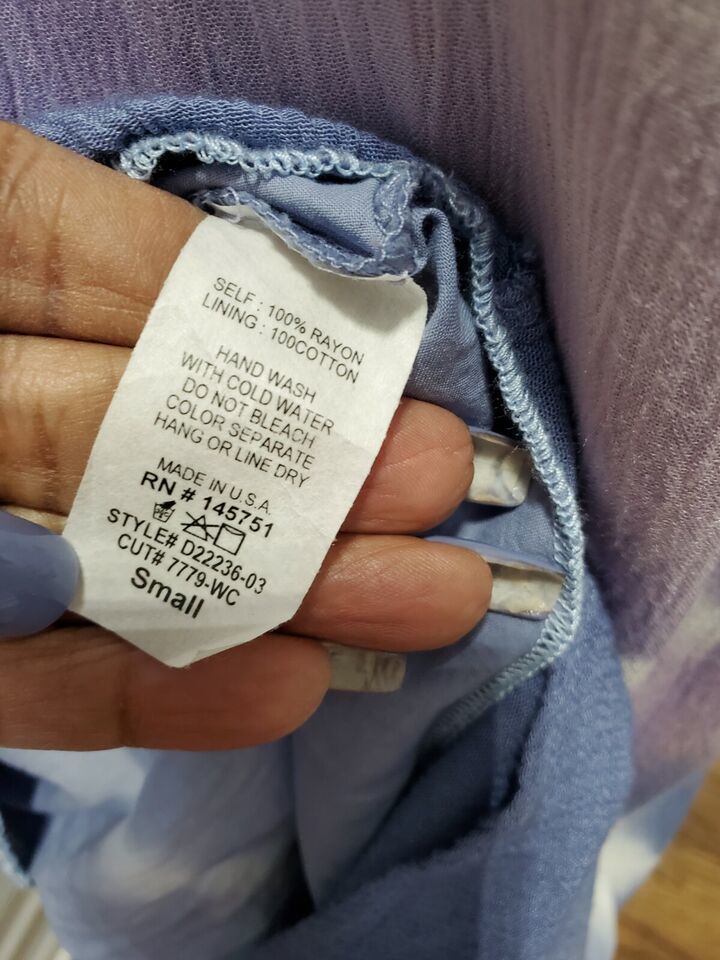 SELF : 100% RAYON
LINING : 100COTTON
HAND WASH
WITH COLD WATER
DO NOT BLEACH
COLOR SEPARATE
HANG OR LINE DRY
MADE IN U.S.A.
RN # 145751
STYLE# D22236-03
CUT# 7779-WC
Small